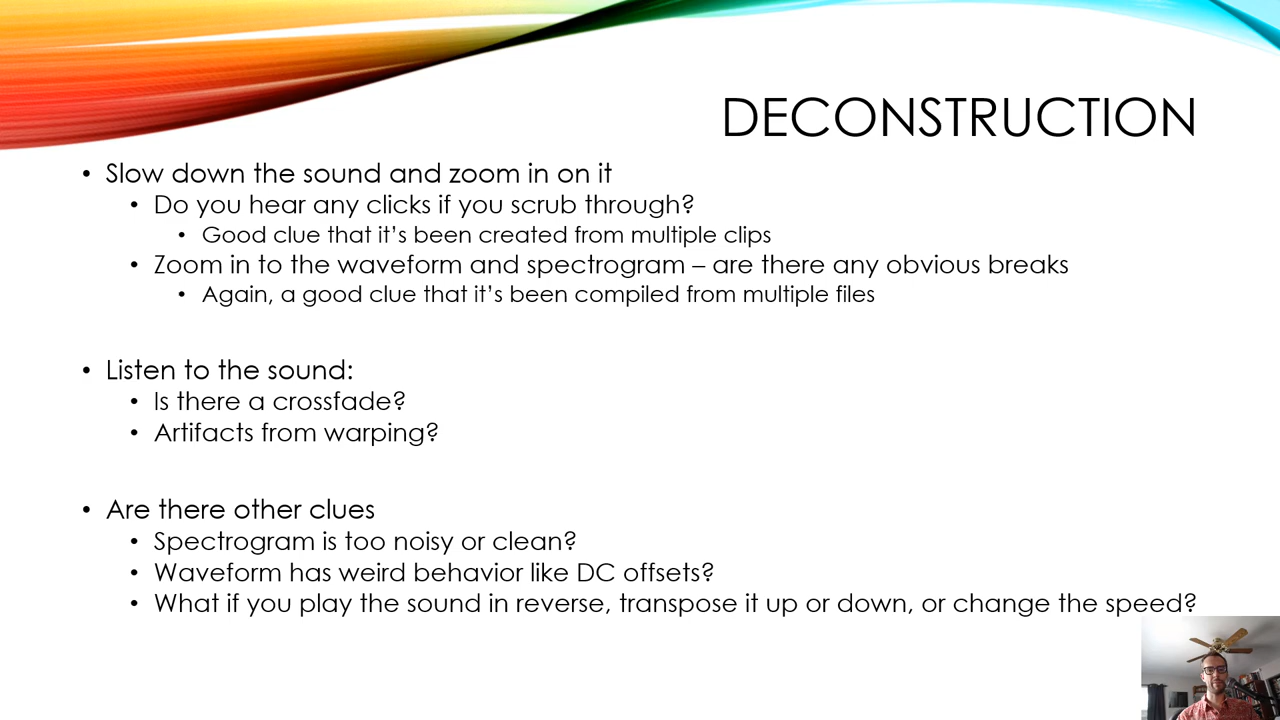 DECONSTRUCTION
• Slow down the sound and zoom in on it
• Do you hear any clicks if you scrub through?
• Good clue that it’s been created from multiple clips
• Zoom in to the waveform and spectrogram – are there any obvious breaks
• Again, a good clue that it’s been compiled from multiple files
• Listen to the sound:
• Is there a crossfade?
• Artifacts from warping?
• Are there other clues
• Spectrogram is too noisy or clean?
• Waveform has weird behavior like DC offsets?
• What if you play the sound in reverse, transpose it up or down, or change the speed?